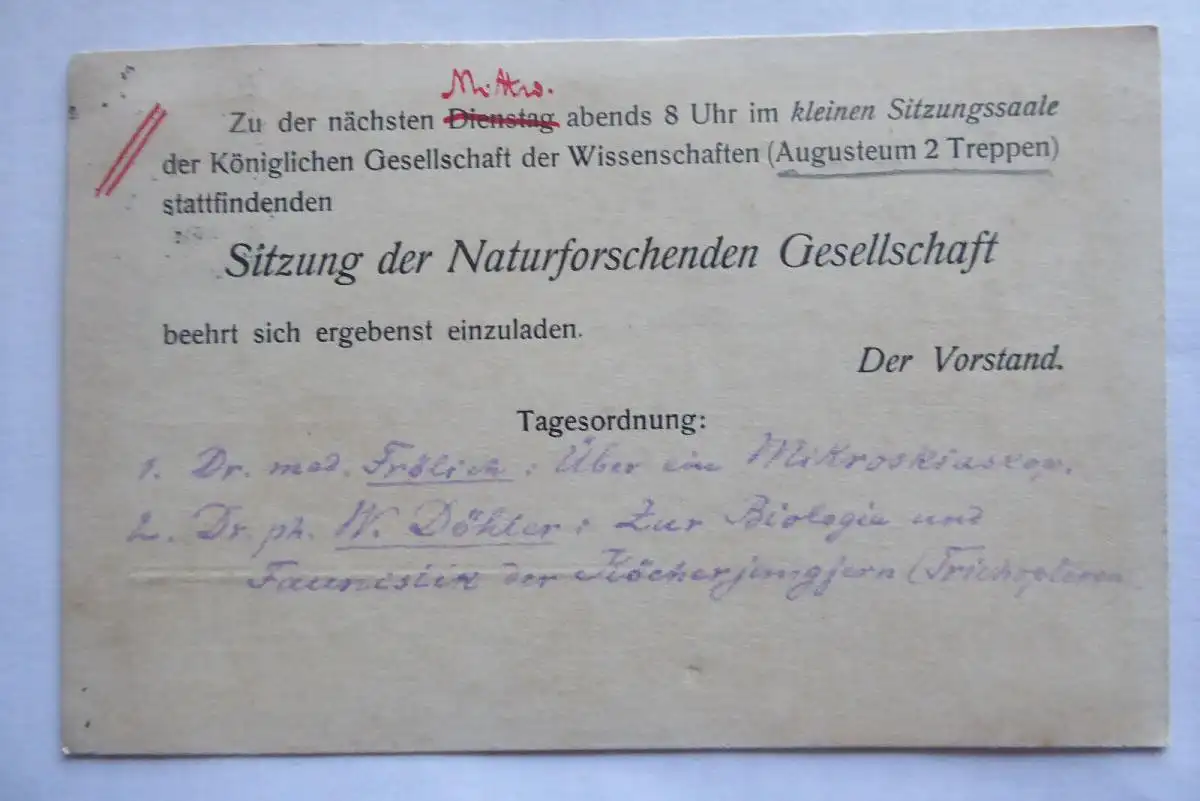 Mittw.
Zu der nächsten Dienstag abends 8 Uhr im kleinen Sitzungssaale
der Königlichen Gesellschaft der Wissenschaften (Augusteum 2 Treppen)
stattfindenden
Sitzung der Naturforschenden Gesellschaft
beehrt sich ergebenst einzuladen.
Der Vorstand.
Tagesordnung:
1. Dr. med. Frölich: Über ein Mikroskiaskop.
2. Dr. ph. W. Döhler: Zur Biologie und
Faunistik der Köcherjungfern (Trichopteren